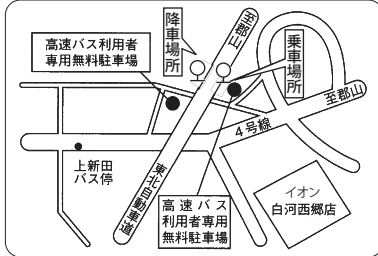 高速バス利用者
専用無料駐車場
降車場所
至郡山
乗車場所
至郡山
4号線
上新田
バス停
東北自動車道
高速バス
利用者専用
無料駐車場
イオン
白河西郷店